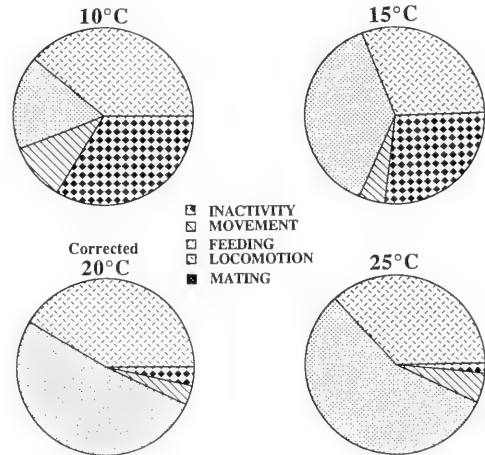 10°C
15°C
INACTIVITY
MOVEMENT
FEEDING
LOCOMOTION
MATING
Corrected
20°C
25°C